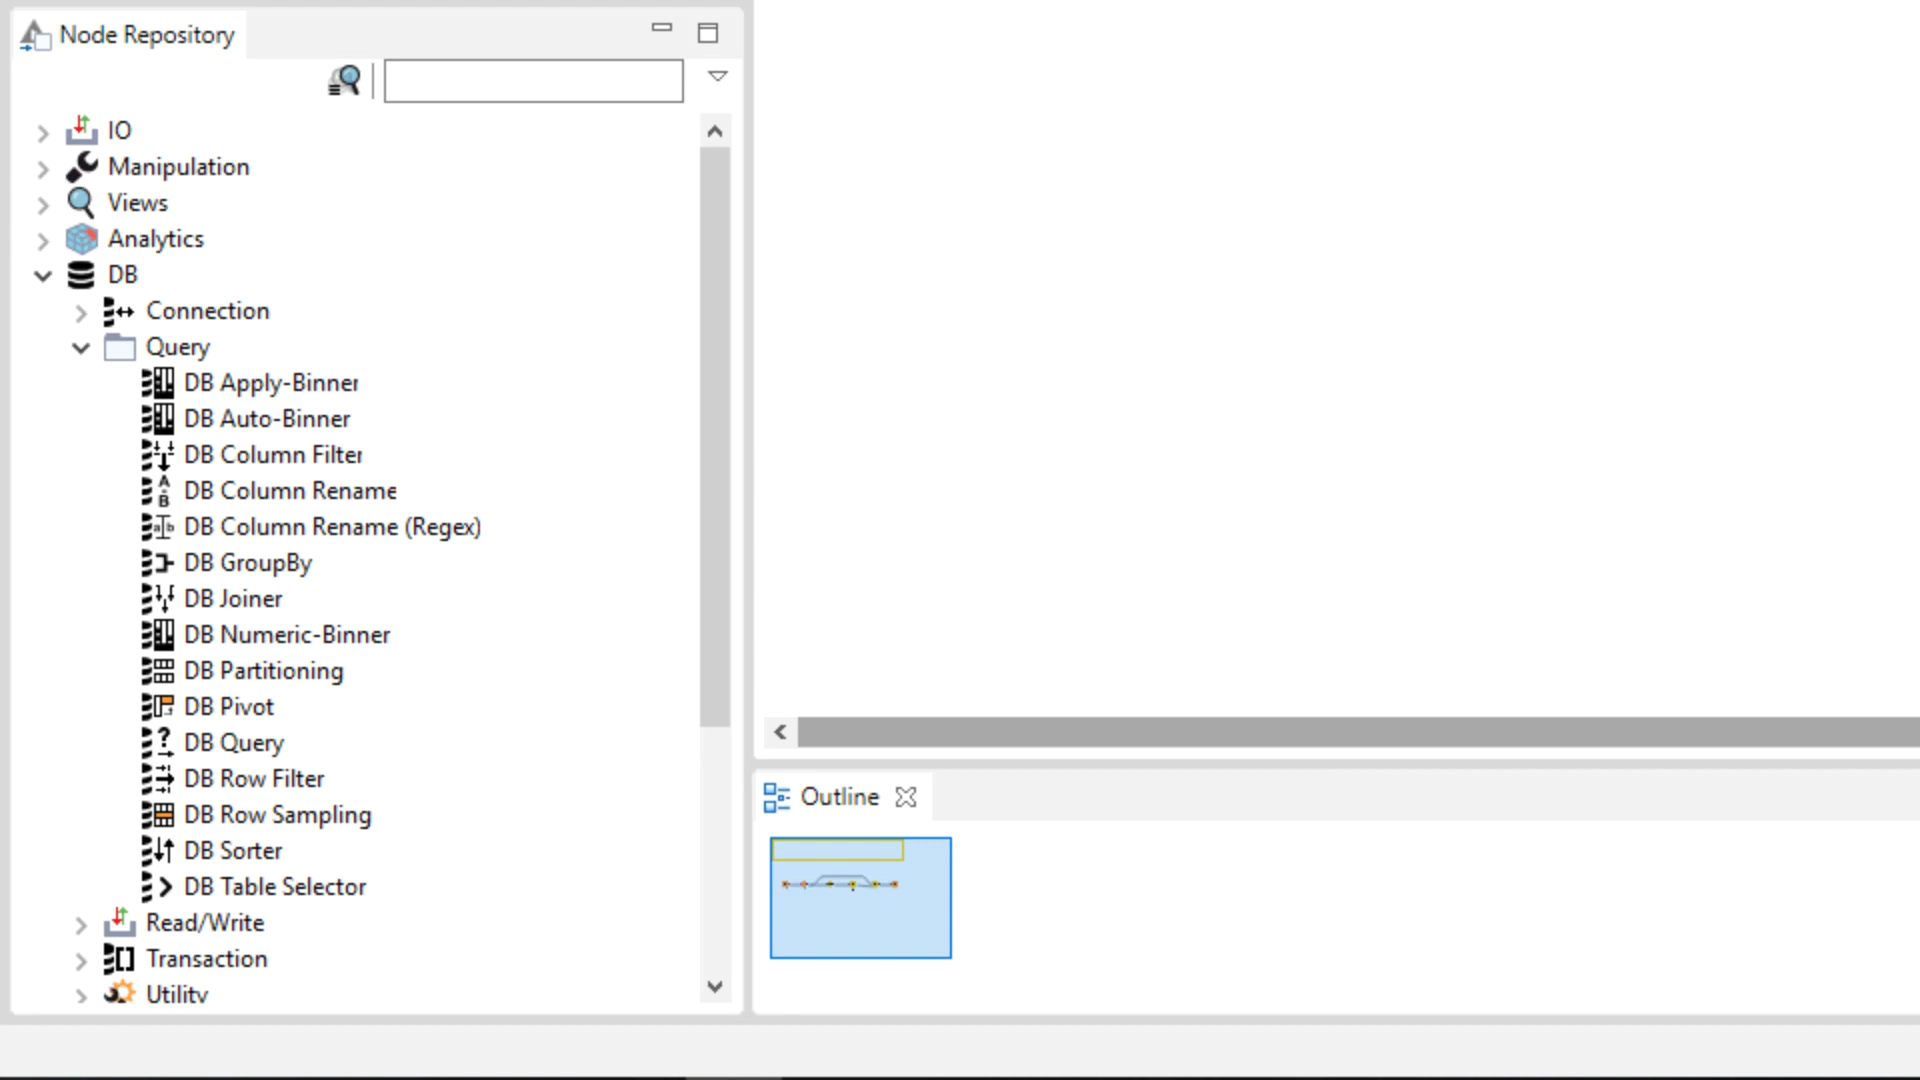 Node Repository
IO
Manipulation
Views
Analytics
DB
Connection
Query
DB Apply-Binner
DB Auto-Binner
DB Column Filter
DB Column Rename
DB Column Rename (Regex)
DB GroupBy
DB Joiner
DB Numeric-Binner
DB Partitioning
DB Pivot
DB Query
DB Row Filter
DB Row Sampling
DB Sorter
DB Table Selector
Read/Write
Transaction
Utility
Outline